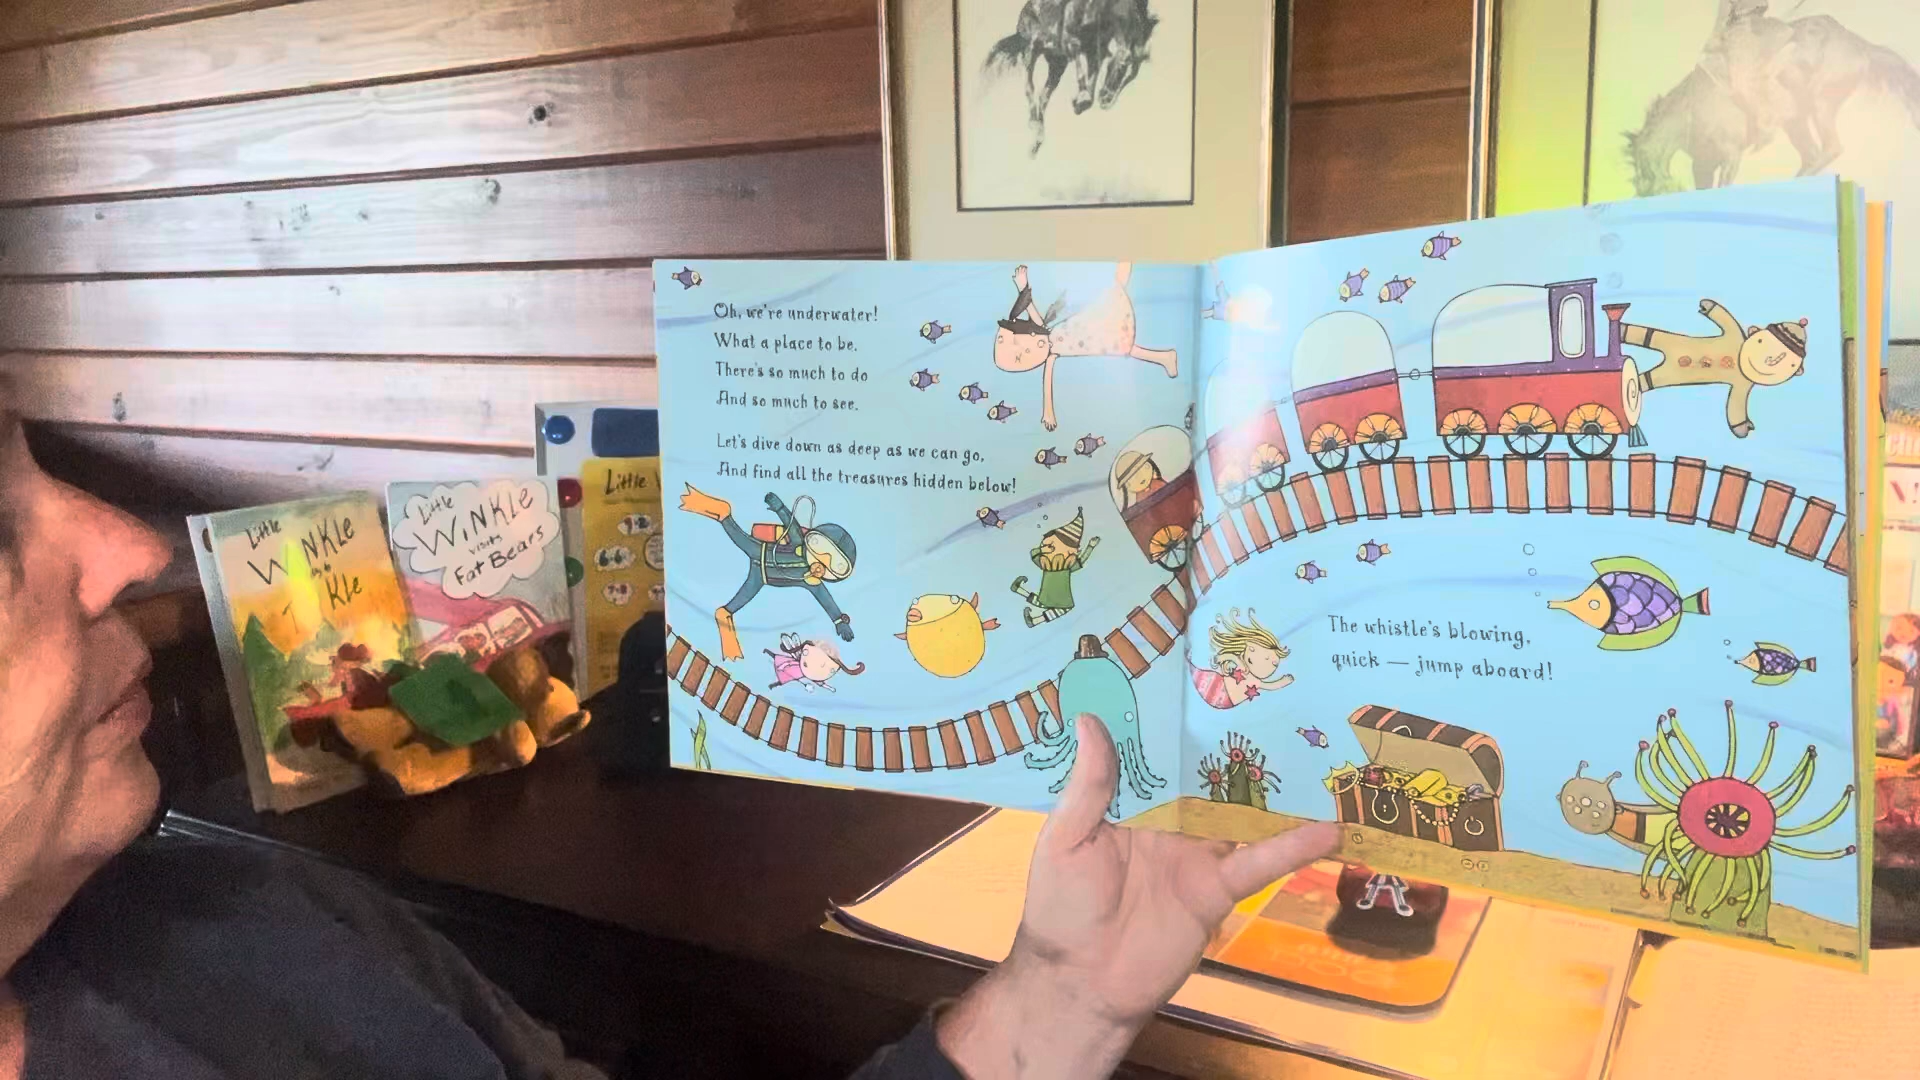 Oh, we're underwater!
What a place to be.
There's so much to do
And so much to see.
Let's dive down as deep as we can go,
And find all the treasures hidden below!
The whistle's blowing,
quick — jump aboard!
Little
WiNKLE
visits
Fat Bears
Little
WiNKLE
Little